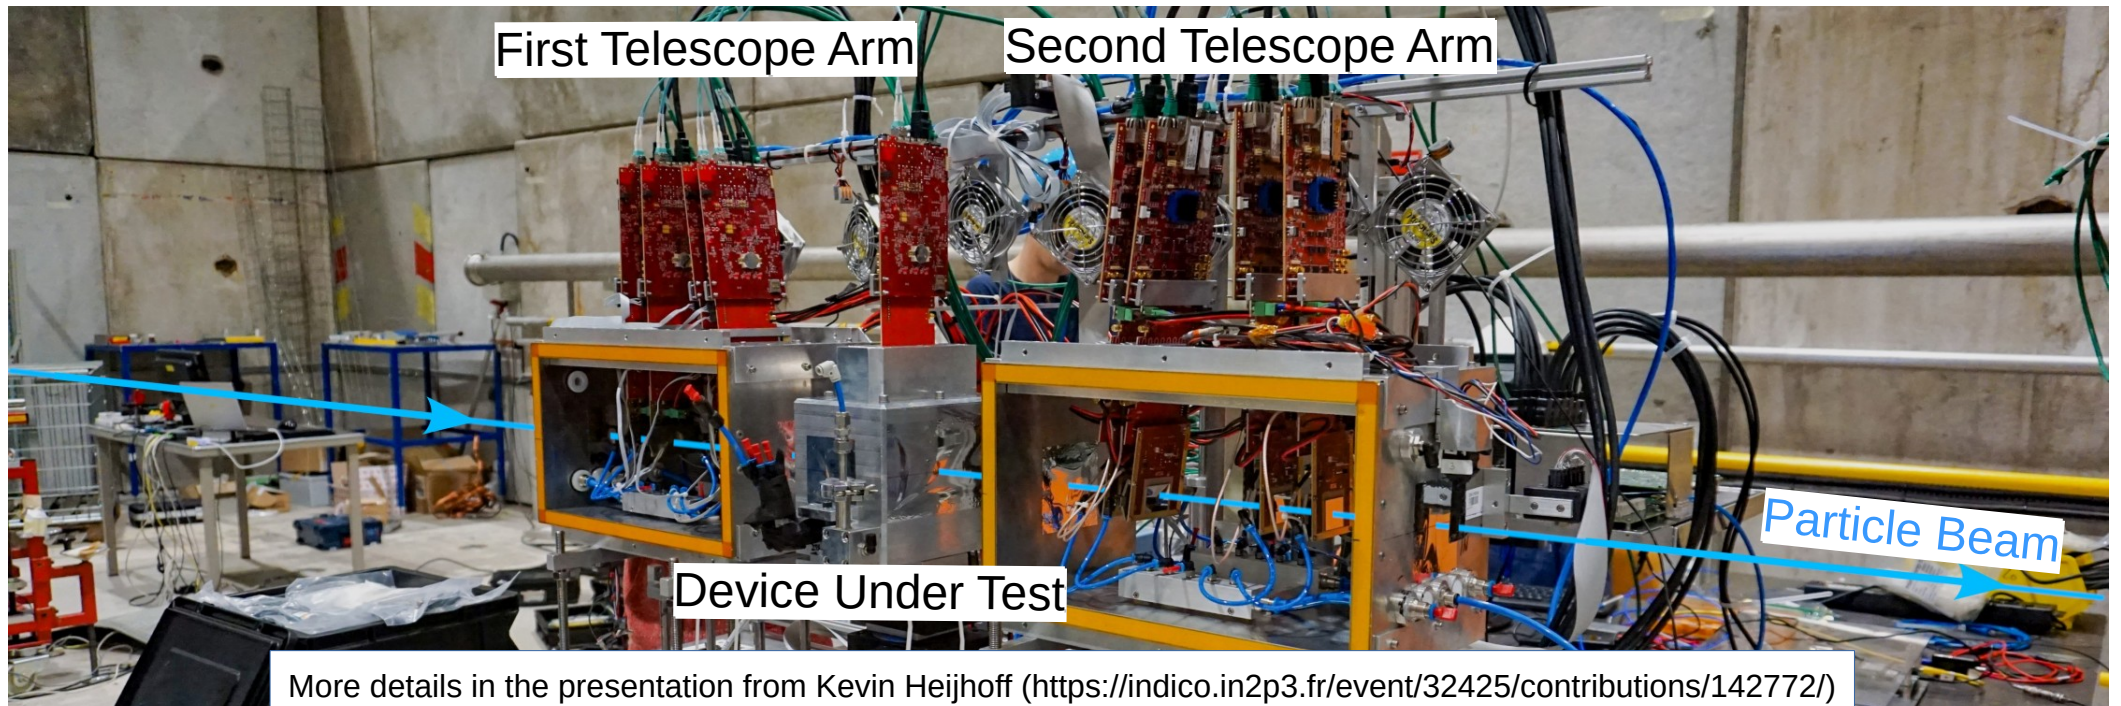 First Telescope Arm
Second Telescope Arm
Particle Beam
Device Under Test
More details in the presentation from Kevin Heijhoff (https://indico.in2p3.fr/event/32425/contributions/142772/)